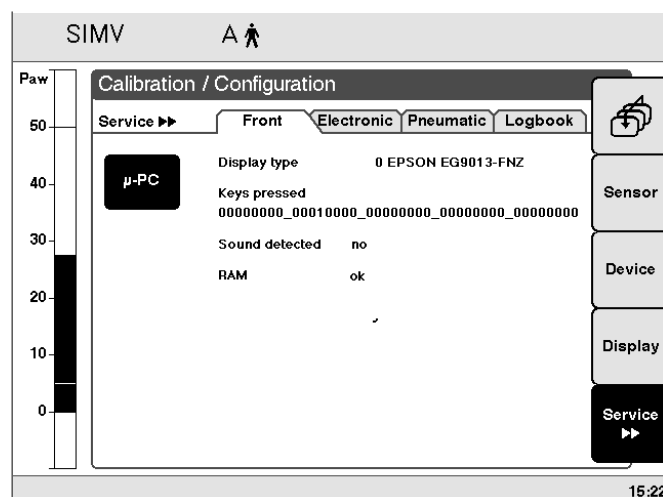 SIMV A
Paw
Calibration / Configuration
Service ▶▶ Front Electronic Pneumatic Logbook
50
µ-PC
Display type 0 EPSON EG9013-FNZ
40
Sensor
Keys pressed
00000000_00010000_00000000_00000000_00000000
30
Sound detected no
Device
RAM ok
20
Display
10
0
Service
▶▶
15:22